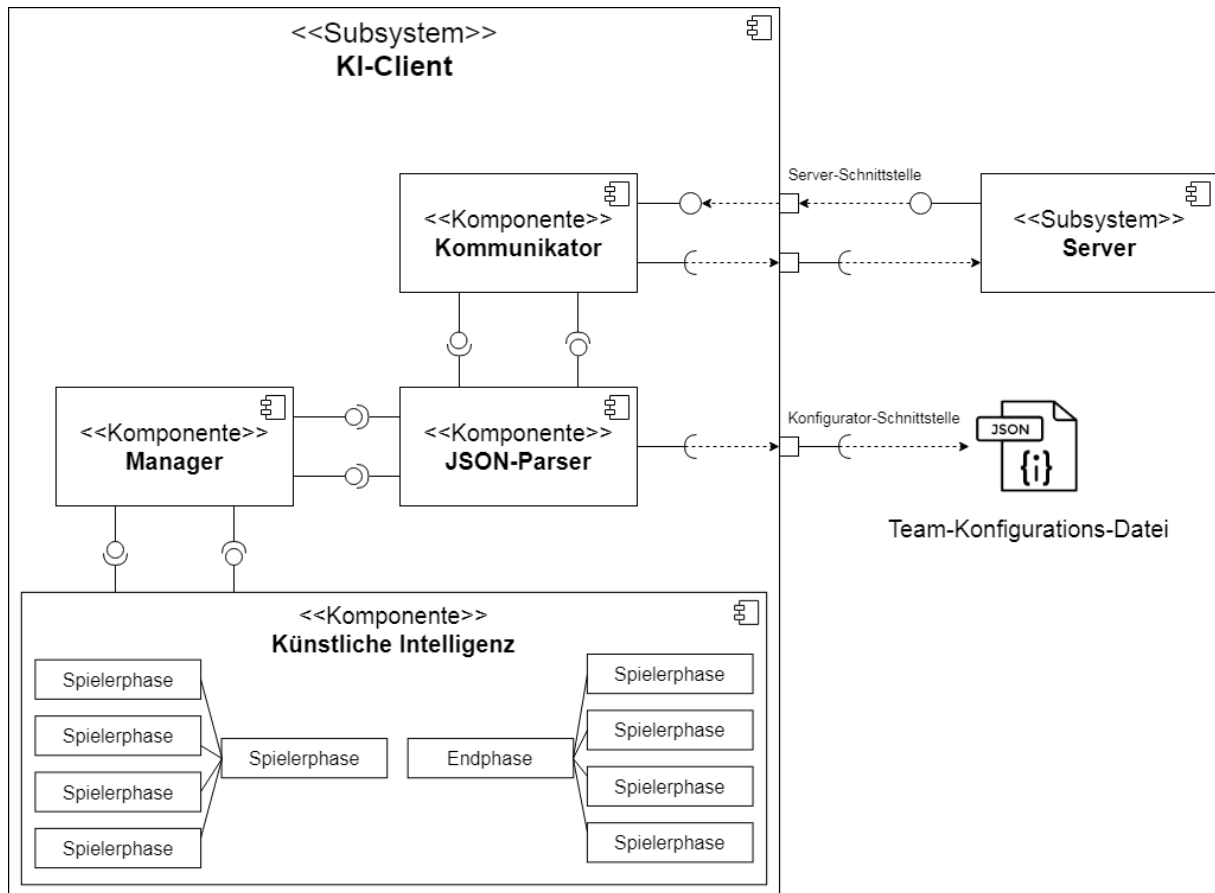 <<Subsystem>>
KI-Client
Server-Schnittstelle
<<Komponente>>
Kommunikator
<<Subsystem>>
Server
<<Komponente>>
Manager
<<Komponente>>
JSON-Parser
Konfigurator-Schnittstelle
JSON
{i}
Team-Konfigurations-Datei
<<Komponente>>
Künstliche Intelligenz
Spielerphase
Spielerphase
Spielerphase
Spielerphase
Spielerphase
Endphase
Spielerphase
Spielerphase
Spielerphase
Spielerphase